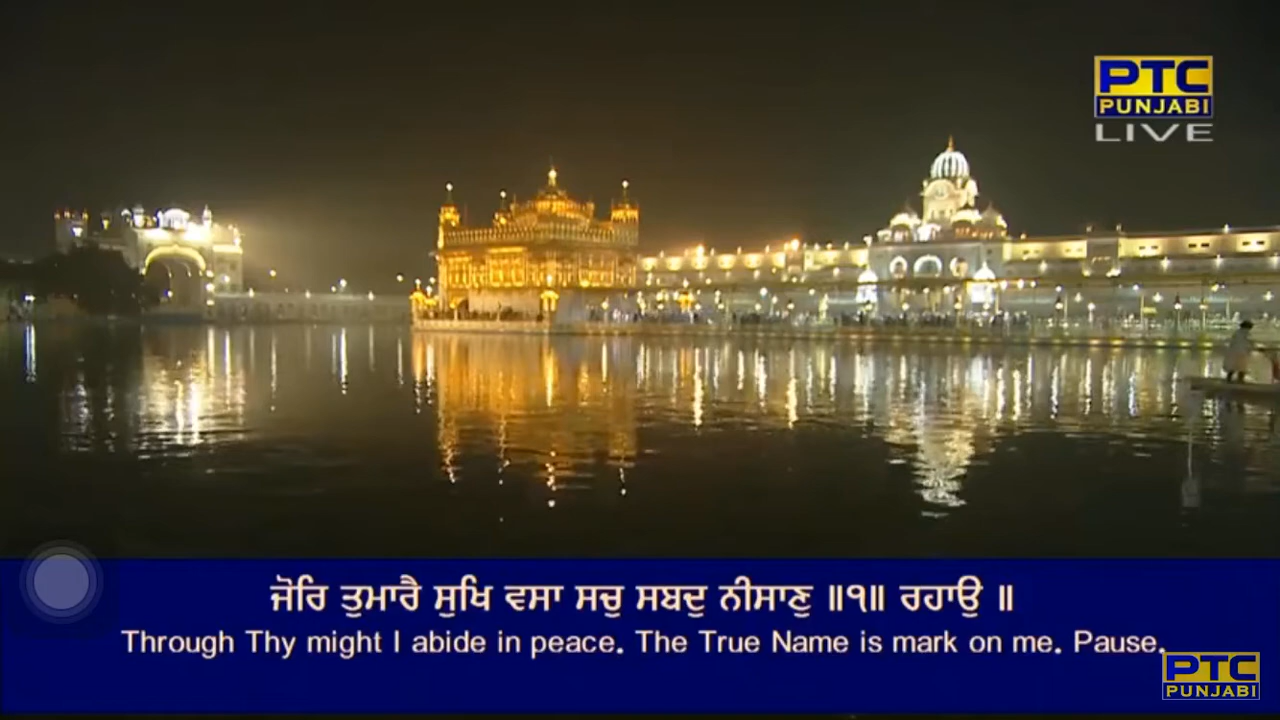 PTC
PUNJABI
LIVE
ਜੋਰਿ ਤੁਮਾਰੈ ਸੁਖਿ ਵਸਾ ਸਚੁ ਸਬਦੁ ਨੀਸਾਣੁ ॥੧॥ ਰਹਾਉ ॥
Through Thy might I abide in peace. The True Name is mark on me. Pause.
PTC
PUNJABI